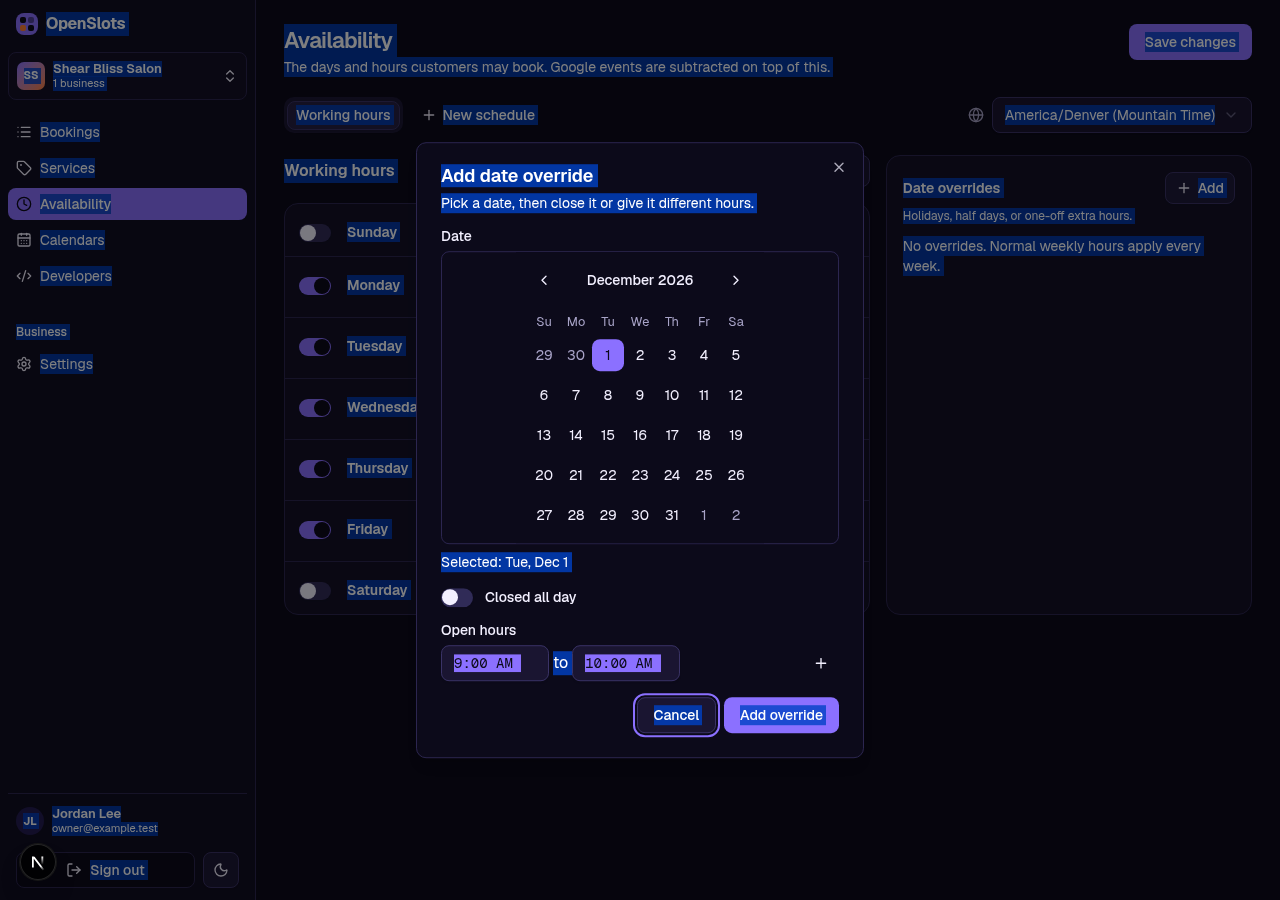 OpenSlots
SS
Shear Bliss Salon
1 business
Bookings
Services
Availability
Calendars
Developers
Business
Settings
JL
Jordan Lee
owner@example.test
N
Sign out
Availability
The days and hours customers may book. Google events are subtracted on top of this.
Save changes
Working hours
New schedule
America/Denver (Mountain Time)
Working hours
Sunday
Monday
Tuesday
Wednesda
Thursday
Friday
Saturday
Date overrides
Add
Holidays, half days, or one-off extra hours.
No overrides. Normal weekly hours apply every
week.
Add date override
Pick a date, then close it or give it different hours.
Date
December 2026
Su Mo Tu We Th Fr Sa
29 30 1 2 3 4 5
6 7 8 9 10 11 12
13 14 15 16 17 18 19
20 21 22 23 24 25 26
27 28 29 30 31 1 2
Selected: Tue, Dec 1
Closed all day
Open hours
9:00 AM to 10:00 AM
Cancel
Add override